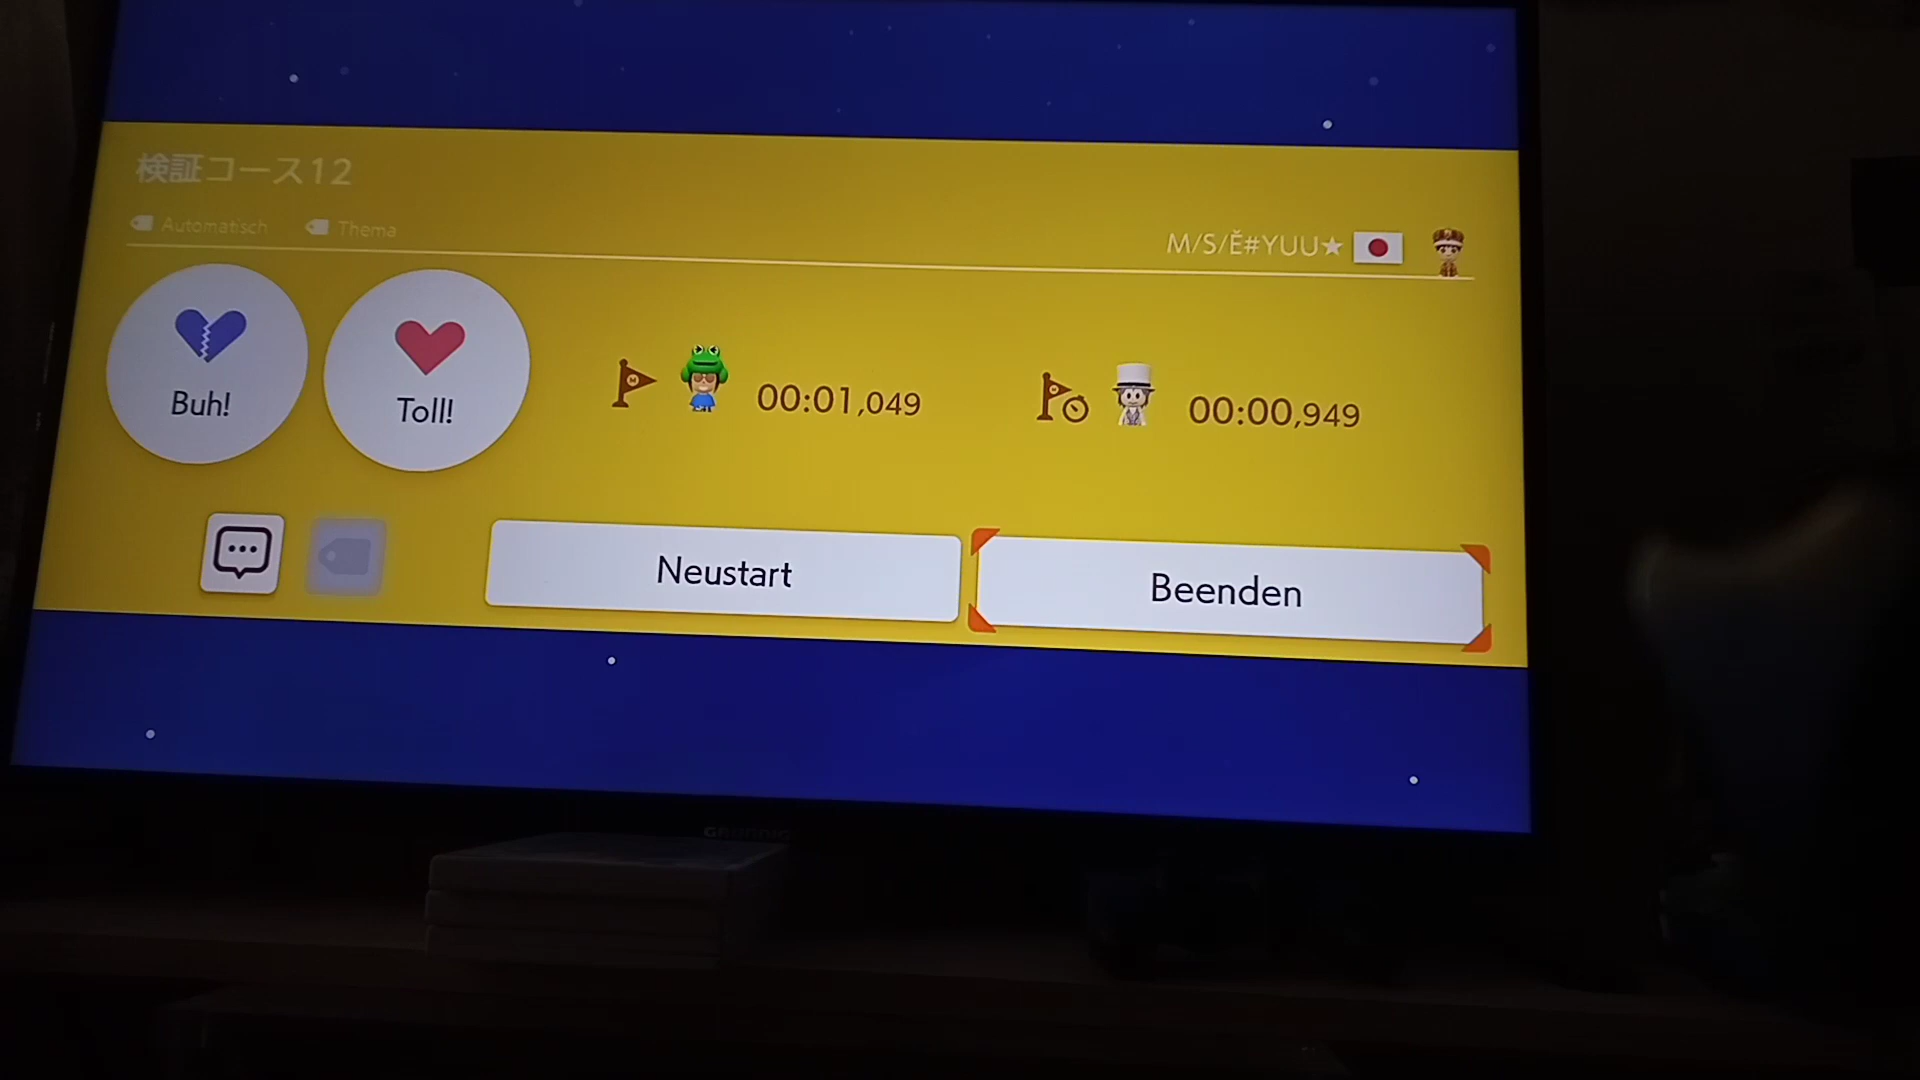 検証コース12
Automatisch Thema
M/S/Ě#YUU★
Buh!
Toll!
00:01,049
00:00,949
Neustart
Beenden
GRUNDIG